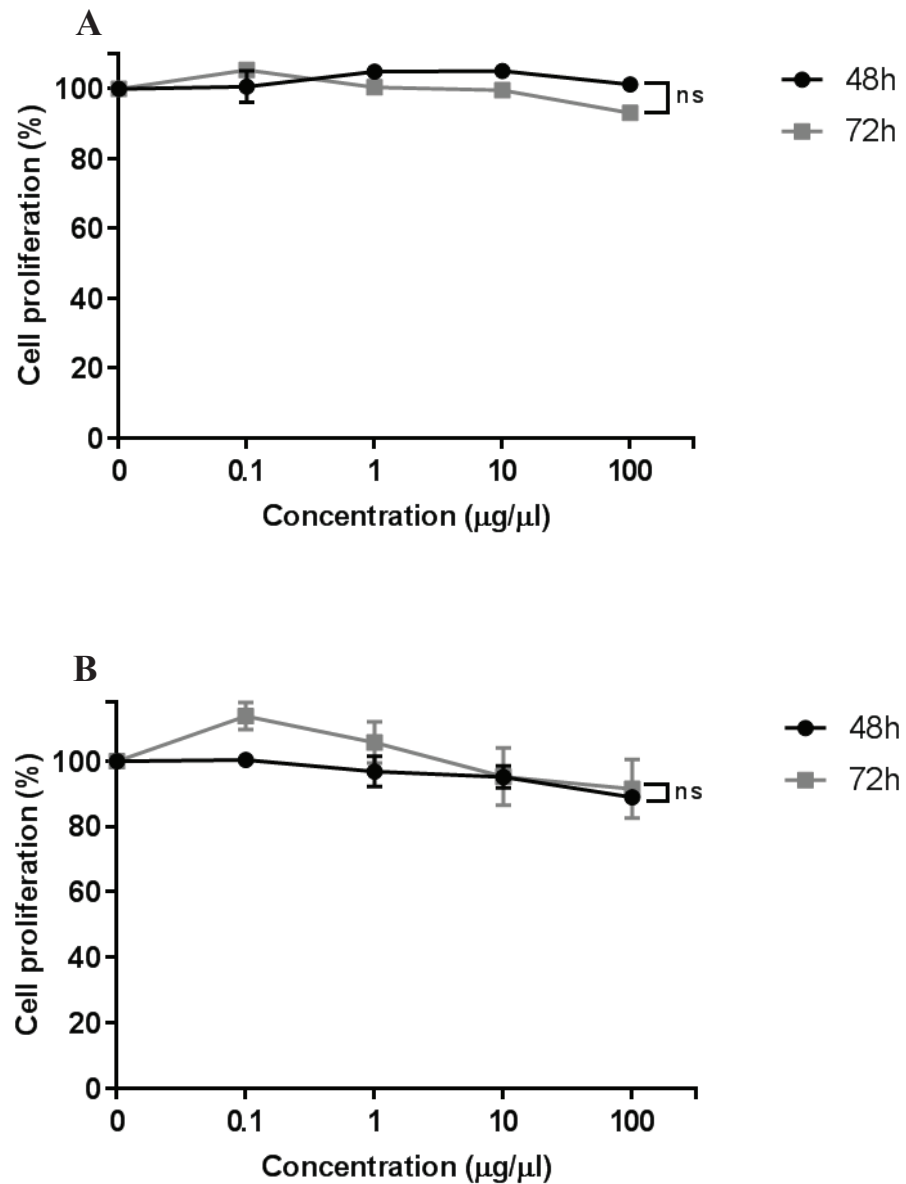 A
48h
72h
ns
Cell proliferation (%)
100
80
60
40
20
0
0 0.1 1 10 100
Concentration (μg/μl)
B
48h
72h
ns
Cell proliferation (%)
100
80
60
40
20
0
0 0.1 1 10 100
Concentration (μg/μl)